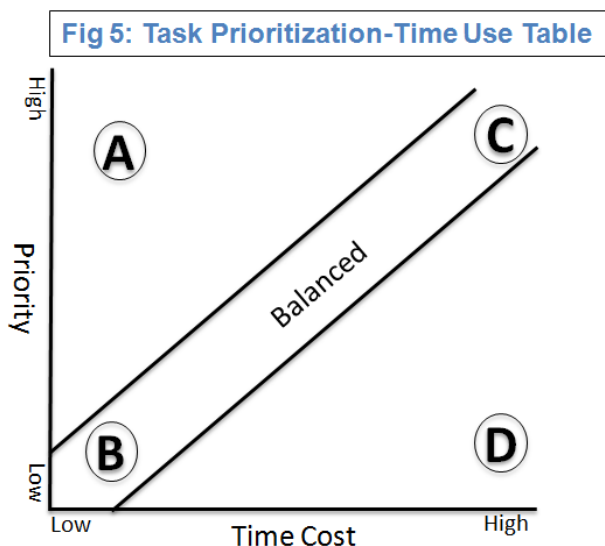 Fig 5: Task Prioritization-Time Use Table
High
A
C
Priority
Balanced
B
D
Low
Low
High
Time Cost